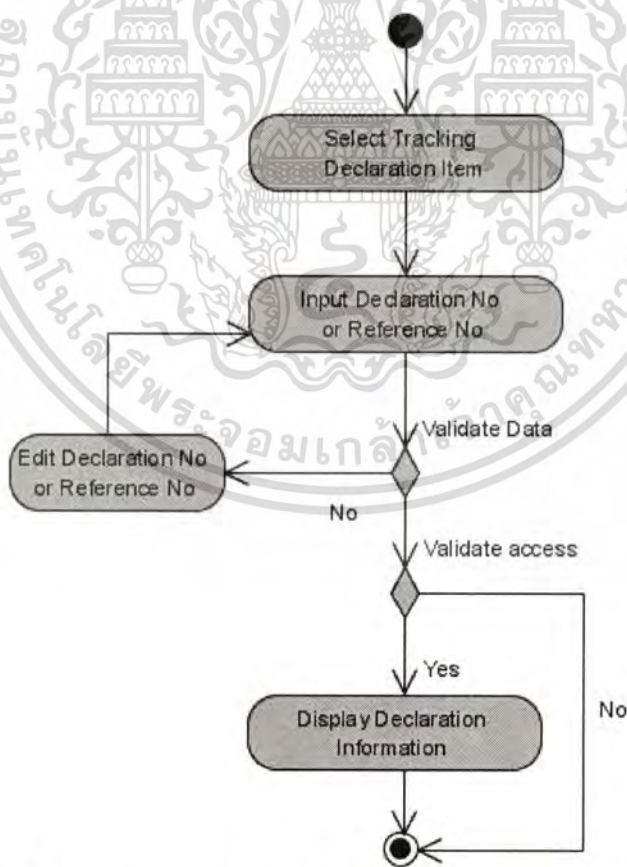 Select Tracking
Declaration Item
Input Declaration No
or Reference No
Validate Data
Edit Declaration No
or Reference No
No
Validate access
Yes
No
Display Declaration
Information